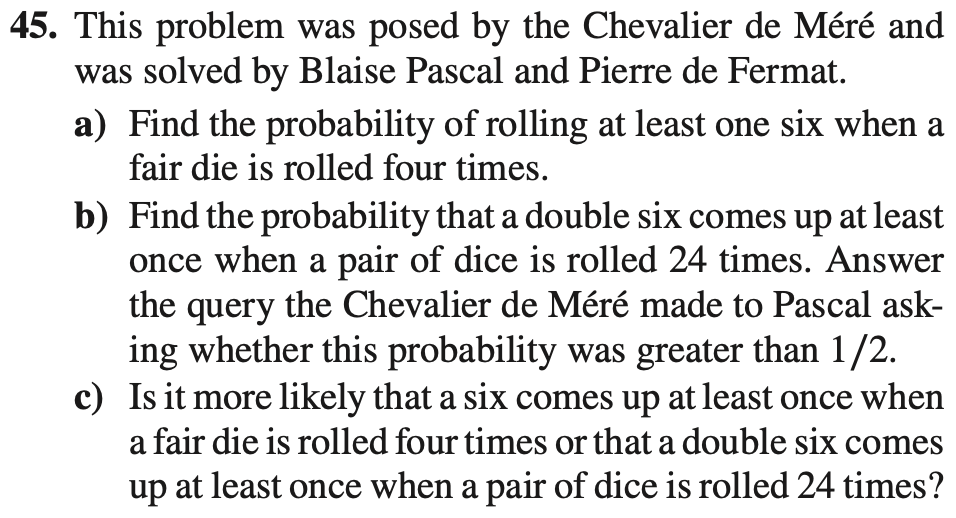 45. This problem was posed by the Chevalier de Méré and
was solved by Blaise Pascal and Pierre de Fermat.
a) Find the probability of rolling at least one six when a
fair die is rolled four times.
b) Find the probability that a double six comes up at least
once when a pair of dice is rolled 24 times. Answer
the query the Chevalier de Méré made to Pascal ask-
ing whether this probability was greater than 1/2.
c) Is it more likely that a six comes up at least once when
a fair die is rolled four times or that a double six comes
up at least once when a pair of dice is rolled 24 times?